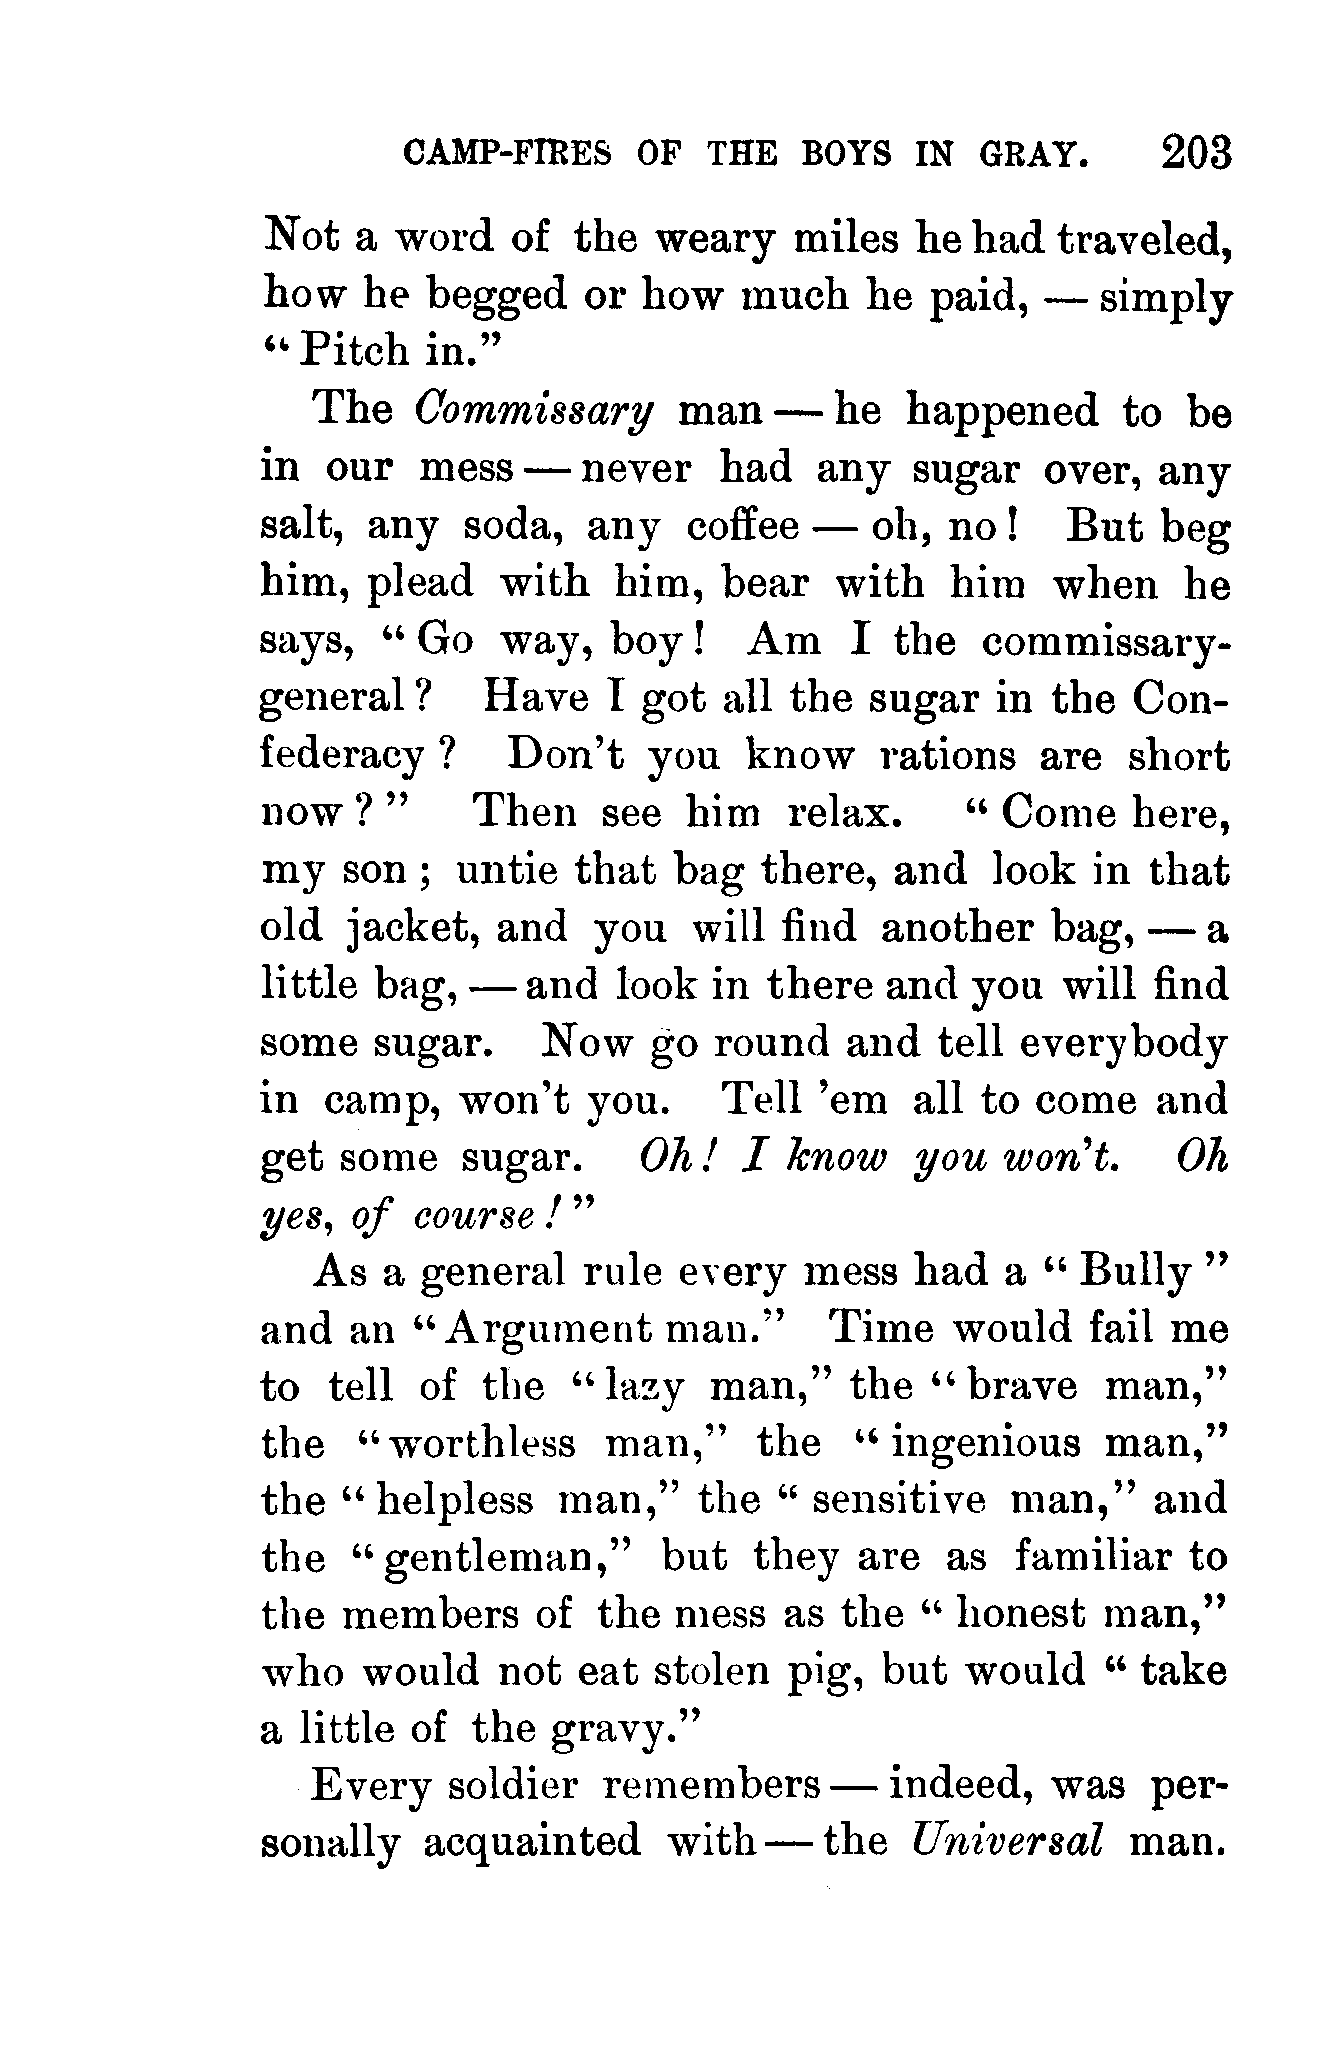 CAMP-FIRES OF THE BOYS IN GRAY. 203
Not a word of the weary miles he had traveled,
how he begged or how much he paid, — simply
“Pitch in.”
The Commissary man — he happened to be
in our mess — never had any sugar over, any
salt, any soda, any coffee — oh, no! But beg
him, plead with him, bear with him when he
says, “Go way, boy! Am I the commissary-
general? Have I got all the sugar in the Con-
federacy? Don’t you know rations are short
now?” Then see him relax. “Come here,
my son; untie that bag there, and look in that
old jacket, and you will find another bag, — a
little bag, — and look in there and you will find
some sugar. Now go round and tell everybody
in camp, won’t you. Tell ’em all to come and
get some sugar. Oh! I know you won’t. Oh
yes, of course!”
As a general rule every mess had a “Bully”
and an “Argument man.” Time would fail me
to tell of the “lazy man,” the “brave man,”
the “worthless man,” the “ingenious man,”
the “helpless man,” the “sensitive man,” and
the “gentleman,” but they are as familiar to
the members of the mess as the “honest man,”
who would not eat stolen pig, but would “take
a little of the gravy.”
Every soldier remembers — indeed, was per-
sonally acquainted with — the Universal man.